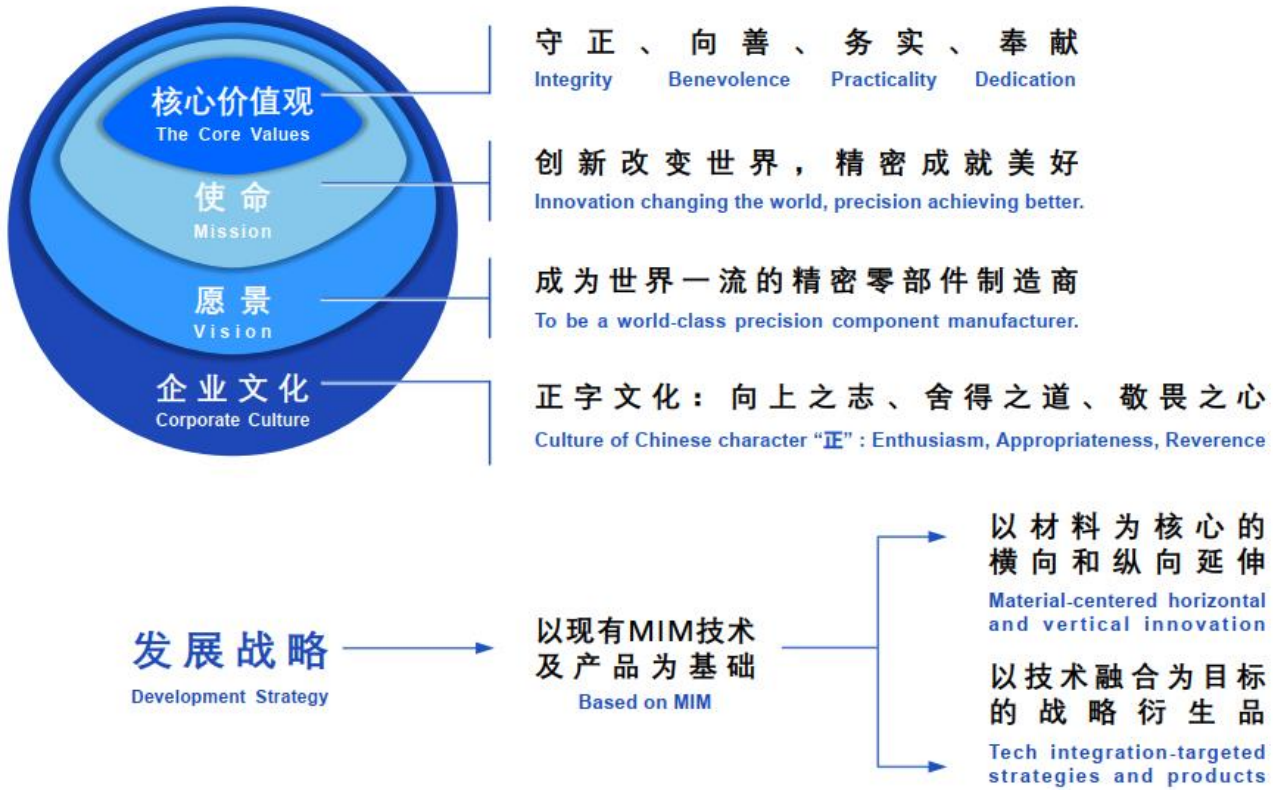 核心价值观
The Core Values
守正、向善、务实、奉献
Integrity Benevolence Practicality Dedication
使命
Mission
创新改变世界，精密成就美好
Innovation changing the world, precision achieving better.
愿景
Vision
成为世界一流的精密零部件制造商
To be a world-class precision component manufacturer.
企业文化
Corporate Culture
正字文化：向上之志、舍得之道、敬畏之心
Culture of Chinese character “正” : Enthusiasm, Appropriateness, Reverence
发展战略
Development Strategy
以现有MIM技术
及产品为基础
Based on MIM
以材料为核心的
横向和纵向延伸
Material-centered horizontal
and vertical innovation
以技术融合为目标
的战略衍生品
Tech integration-targeted
strategies and products